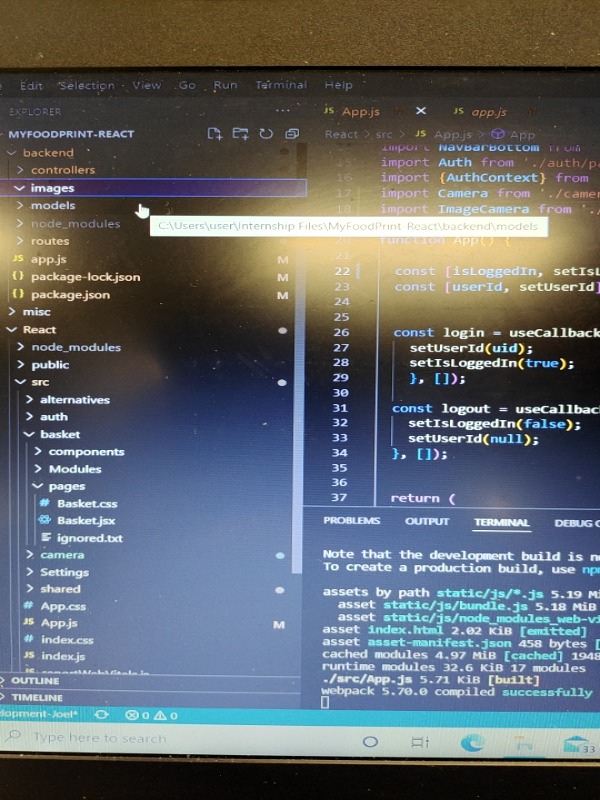 Edit Selection View Go Run Terminal Help
EXPLORER ...
JS App.js × JS app.js
MYFOODPRINT-REACT
React > src > JS App.js > App
backend
controllers
images
models
node_modules
routes
JS app.js M
{} package-lock.json M
{} package.json M
misc
React
node_modules
public
src
alternatives
auth
basket
components
Modules
pages
# Basket.css
Basket.jsx
ignored.txt
camera
Settings
shared
# App.css
JS App.js M
# index.css
JS index.js
OUTLINE
TIMELINE
C:\Users\user\Internship Files\MyFoodPrint React\backend\models
import NavBarBottom from
import Auth from './auth/pa
import {AuthContext} from
17 import Camera from './camer
18 import ImageCamera from './
function App() {
21
22 const [isLoggedIn, setIsL
23 const [userId, setUserId]
24
25
26 const login = useCallback
27 setUserId(uid);
28 setIsLoggedIn(true);
29 }, []);
30
31 const logout = useCallbac
32 setIsLoggedIn(false);
33 setUserId(null);
34 }, []);
35
36
37 return (
PROBLEMS OUTPUT TERMINAL DEBUG C
Note that the development build is n
To create a production build, use np
assets by path static/js/*.js 5.19 Mi
asset static/js/bundle.js 5.18 MiB
asset static/js/node_modules_web-vi
asset index.html 2.02 KiB [emitted]
asset asset-manifest.json 458 bytes [
cached modules 4.97 MiB [cached] 1948
runtime modules 32.6 KiB 17 modules
./src/App.js 5.71 KiB [built]
webpack 5.70.0 compiled successfully
lopment-Joel* 0 0
Type here to search
33